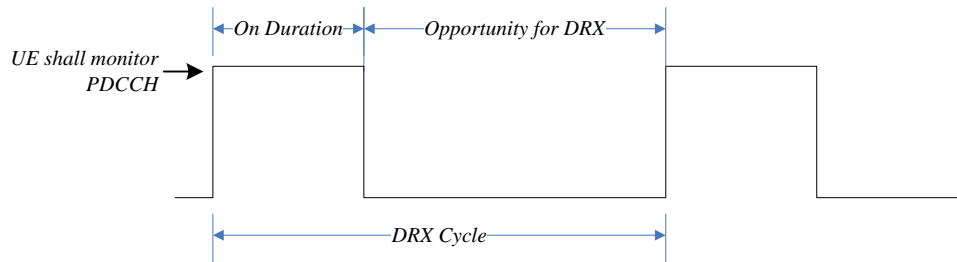 On Duration
Opportunity for DRX
UE shall monitor
PDCCH
DRX Cycle